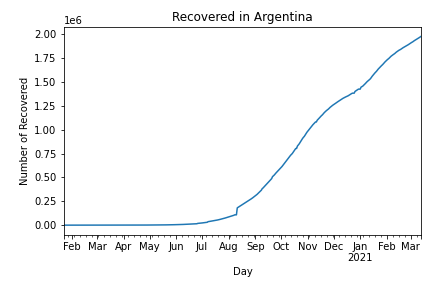 Recovered in Argentina
1e6
2.00
1.75
1.50
1.25
1.00
0.75
0.50
0.25
0.00
Number of Recovered
Feb Mar Apr May Jun Jul Aug Sep Oct Nov Dec Jan Feb Mar
2021
Day